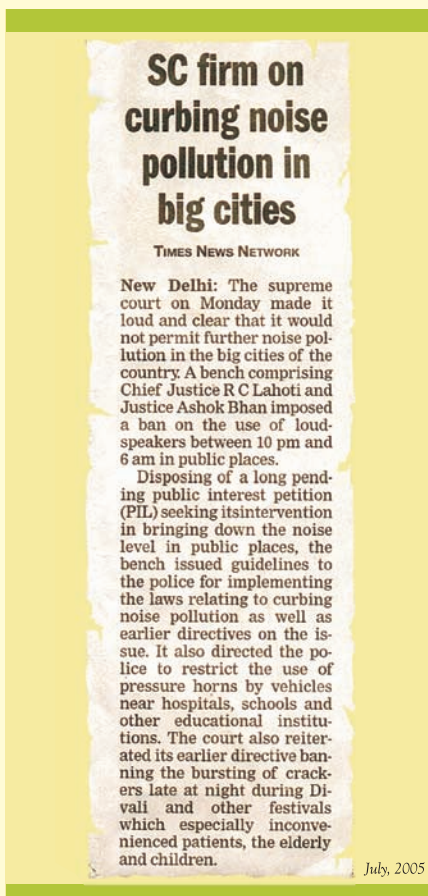 SC firm on
curbing noise
pollution in
big cities
TIMES NEWS NETWORK
New Delhi: The supreme
court on Monday made it
loud and clear that it would
not permit further noise pol-
lution in the big cities of the
country. A bench comprising
Chief Justice R C Lahoti and
Justice Ashok Bhan imposed
a ban on the use of loud-
speakers between 10 pm and
6 am in public places.
Disposing of a long pend-
ing public interest petition
(PIL) seeking itsintervention
in bringing down the noise
level in public places, the
bench issued guidelines to
the police for implementing
the laws relating to curbing
noise pollution as well as
earlier directives on the is-
sue. It also directed the po-
lice to restrict the use of
pressure horns by vehicles
near hospitals, schools and
other educational institu-
tions. The court also reiter-
ated its earlier directive ban-
ning the bursting of crack-
ers late at night during Di-
vali and other festivals
which especially inconve-
nienced patients, the elderly
and children.
July, 2005